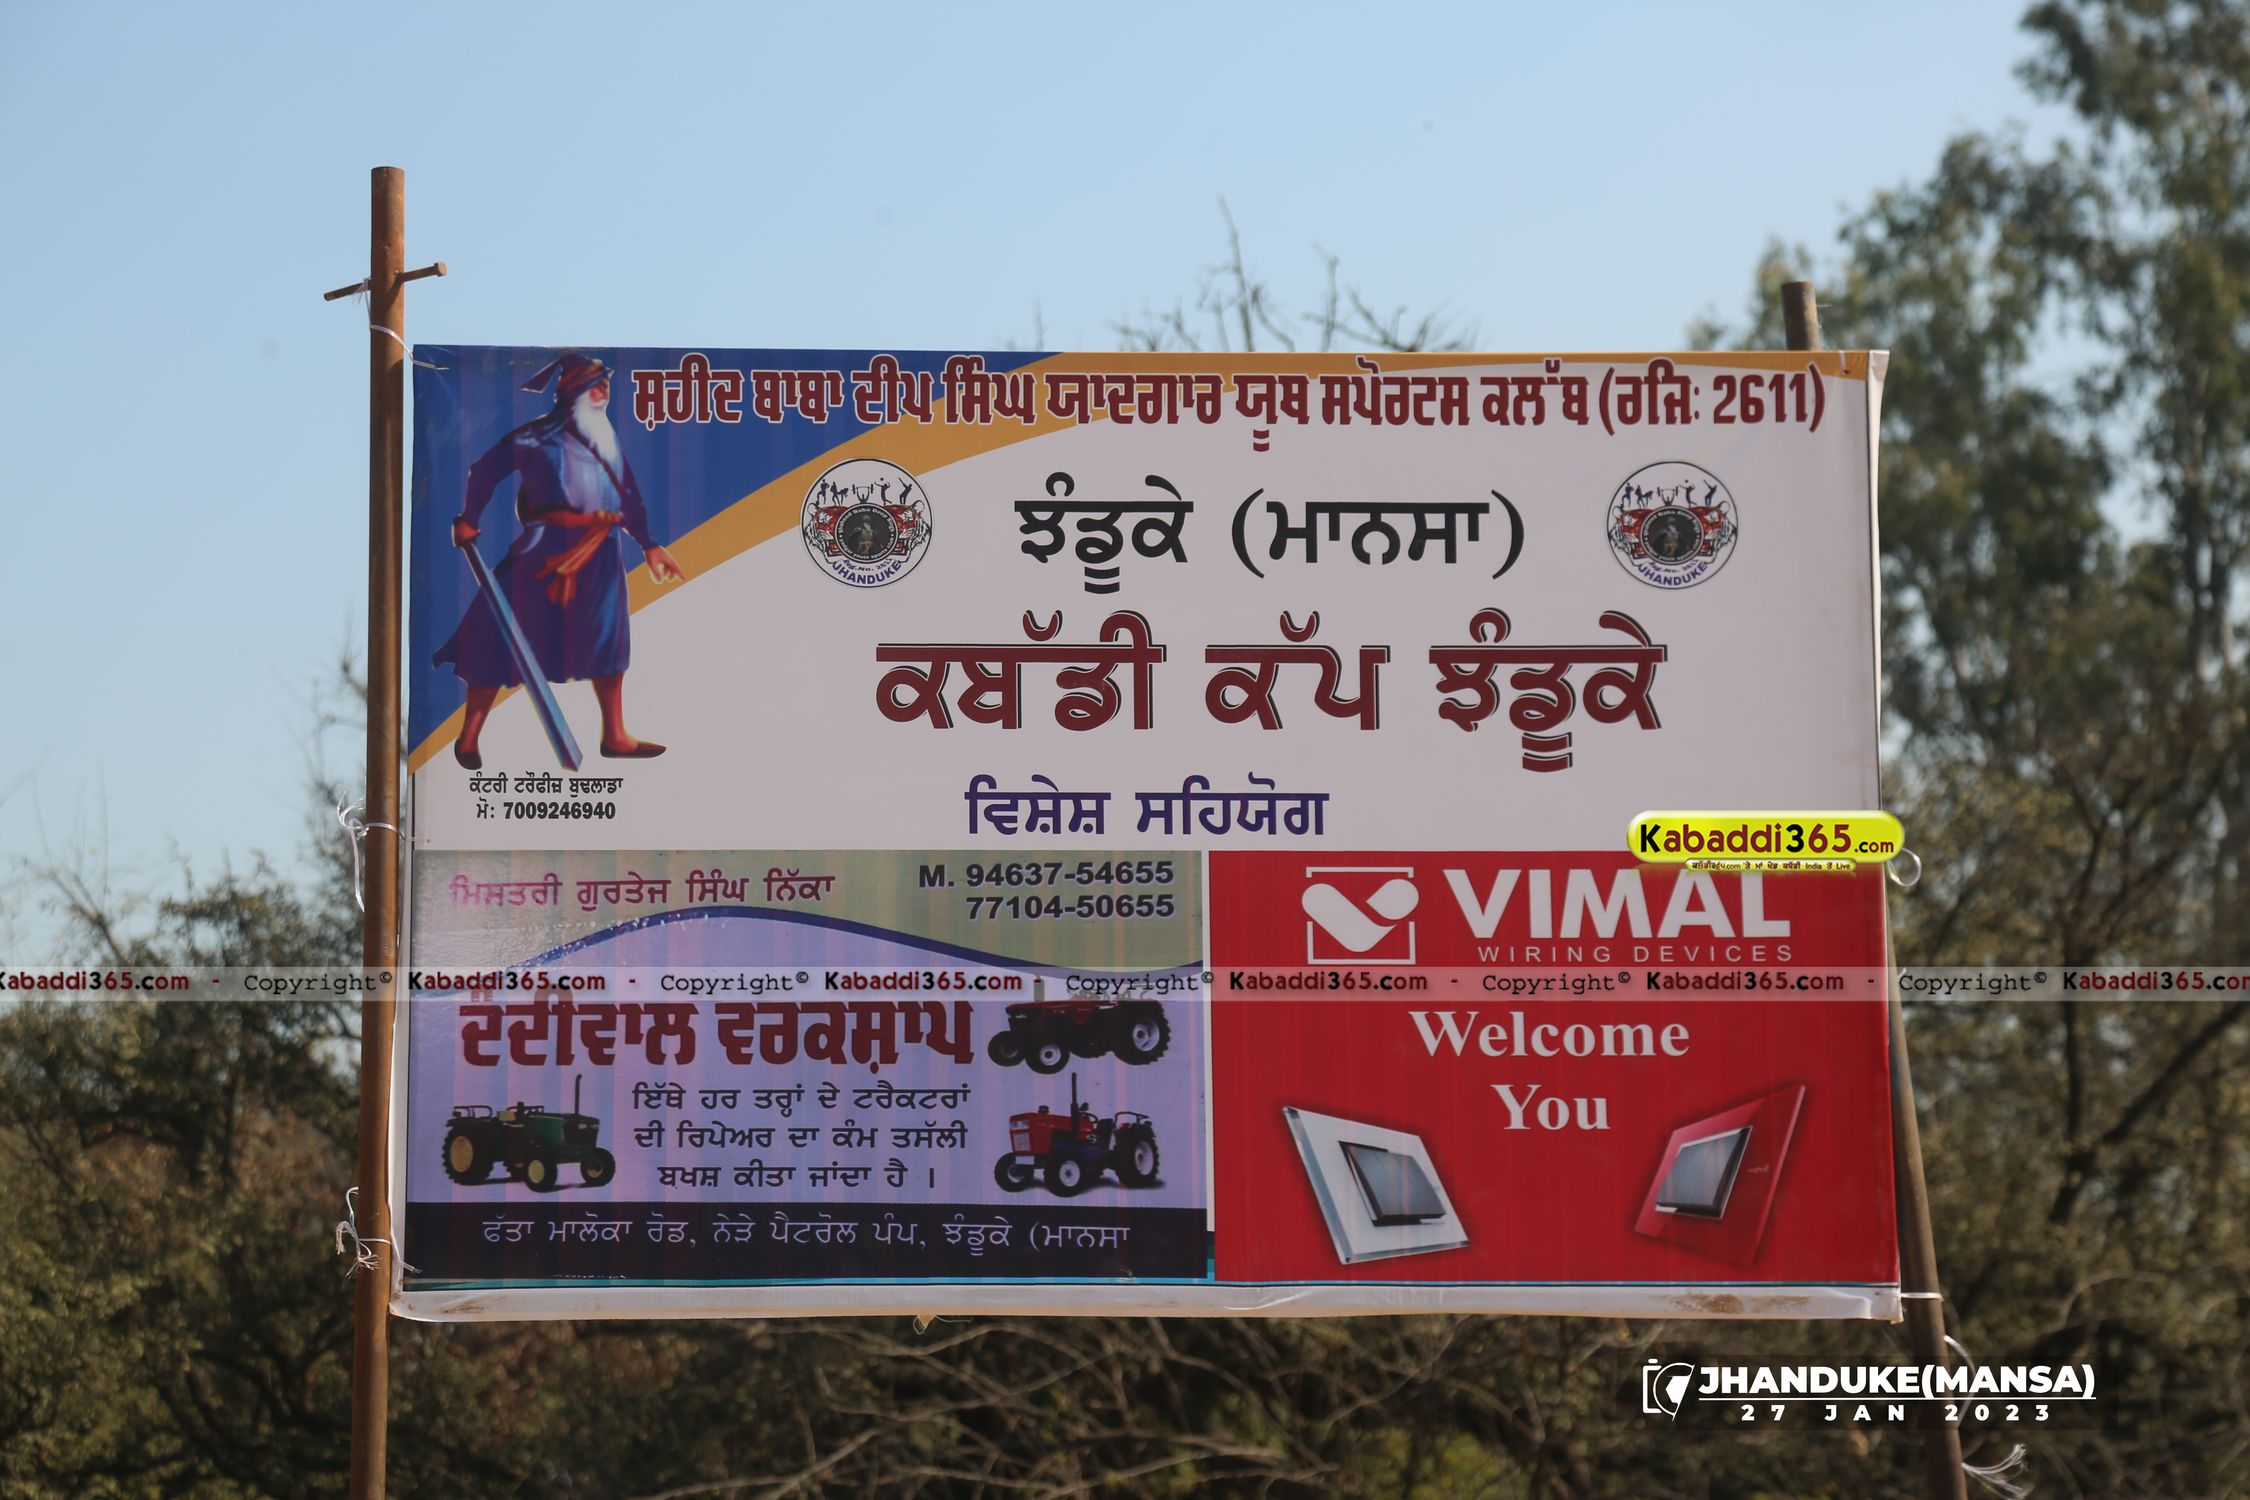 ਸ਼ਹੀਦ ਬਾਬਾ ਦੀਪ ਸਿੰਘ ਯਾਦਗਾਰ ਯੂਥ ਸਪੋਰਟਸ ਕਲੱਬ (ਰਜਿ: 2611)
ਝੰਡੂਕੇ (ਮਾਨਸਾ)
JHANDUKE
JHANDUKE
ਕਬੱਡੀ ਕੱਪ ਝੰਡੂਕੇ
ਕੰਟਰੀ ਟਰੌਫੀਜ਼ ਬੁਢਲਾਡਾ
ਮੋ: 7009246940
ਵਿਸ਼ੇਸ਼ ਸਹਿਯੋਗ
Kabaddi365.com
ਮਿਸਤਰੀ ਗੁਰਤੇਜ ਸਿੰਘ ਨਿੱਕਾ
M. 94637-54655
77104-50655
VIMAL
WIRING DEVICES
Kabaddi365.com - Copyright© Kabaddi365.com - Copyright© Kabaddi365.com - Copyright© Kabaddi365.com - Copyright© Kabaddi365.com - Copyright© Kabaddi365.com
ਦੰਦੀਵਾਲ ਵਰਕਸ਼ਾਪ
ਇੱਥੇ ਹਰ ਤਰ੍ਹਾਂ ਦੇ ਟਰੈਕਟਰਾਂ
ਦੀ ਰਿਪੇਅਰ ਦਾ ਕੰਮ ਤਸੱਲੀ
ਬਖਸ਼ ਕੀਤਾ ਜਾਂਦਾ ਹੈ ।
ਫੱਤਾ ਮਾਲੋਕਾ ਰੋਡ, ਨੇੜੇ ਪੈਟਰੋਲ ਪੰਪ, ਝੰਡੂਕੇ (ਮਾਨਸਾ
Welcome
You
JHANDUKE(MANSA)
27 JAN 2023